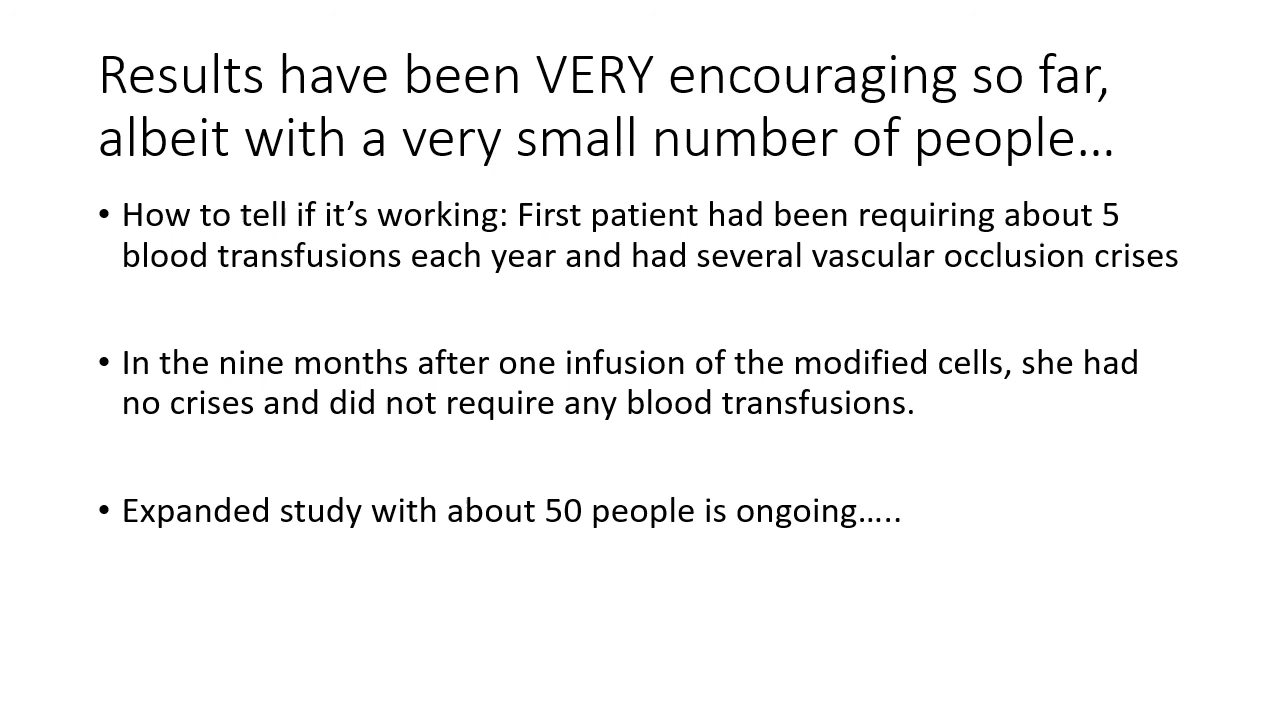 Results have been VERY encouraging so far,
albeit with a very small number of people…
• How to tell if it’s working: First patient had been requiring about 5
blood transfusions each year and had several vascular occlusion crises
• In the nine months after one infusion of the modified cells, she had
no crises and did not require any blood transfusions.
• Expanded study with about 50 people is ongoing…..